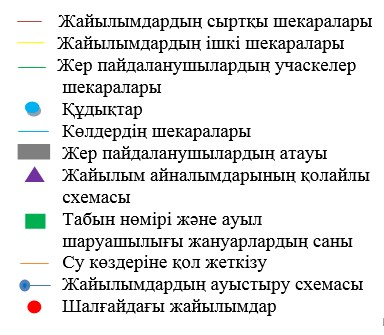 Жайылымдардың сыртқы шекаралары
Жайылымдардың ішкі шекаралары
Жер пайдаланушылардың учаскелер
шекаралары
Құдықтар
Көлдердің шекаралары
Жер пайдаланушылардың атауы
Жайылым айналымдарының қолайлы
схемасы
Табын нөмірі және ауыл
шаруашылығы жануарлардың саны
Су көздеріне қол жеткізу
Жайылымдардың ауыстыру схемасы
Шалғайдағы жайылымдар